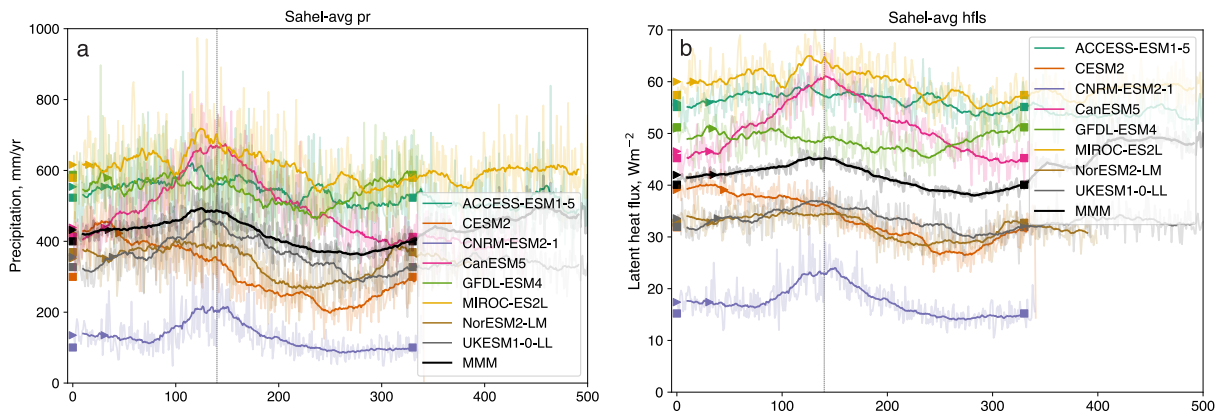 Sahel-avg pr
a
Precipitation, mm/yr
1000
800
600
400
200
0
0 100 200 300 400 500
ACCESS-ESM1-5
CESM2
CNRM-ESM2-1
CanESM5
GFDL-ESM4
MIROC-ES2L
NorESM2-LM
UKESM1-0-LL
MMM
Sahel-avg hfls
b
Latent heat flux, Wm⁻²
70
60
50
40
30
20
10
0
0 100 200 300 400 500
ACCESS-ESM1-5
CESM2
CNRM-ESM2-1
CanESM5
GFDL-ESM4
MIROC-ES2L
NorESM2-LM
UKESM1-0-LL
MMM